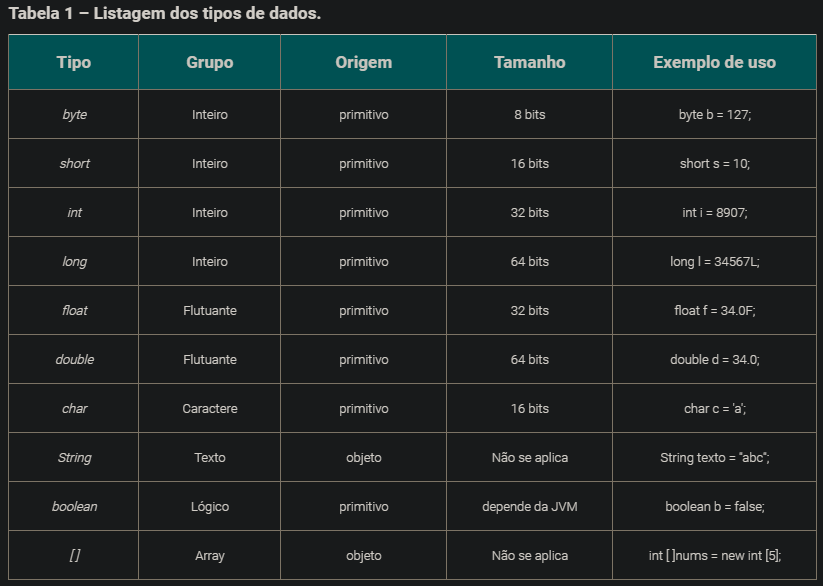 Tabela 1 – Listagem dos tipos de dados.
Tipo Grupo Origem Tamanho Exemplo de uso
byte Inteiro primitivo 8 bits byte b = 127;
short Inteiro primitivo 16 bits short s = 10;
int Inteiro primitivo 32 bits int i = 8907;
long Inteiro primitivo 64 bits long l = 34567L;
float Flutuante primitivo 32 bits float f = 34.0F;
double Flutuante primitivo 64 bits double d = 34.0;
char Caractere primitivo 16 bits char c = 'a';
String Texto objeto Não se aplica String texto = "abc";
boolean Lógico primitivo depende da JVM boolean b = false;
[ ] Array objeto Não se aplica int [ ]nums = new int [5];